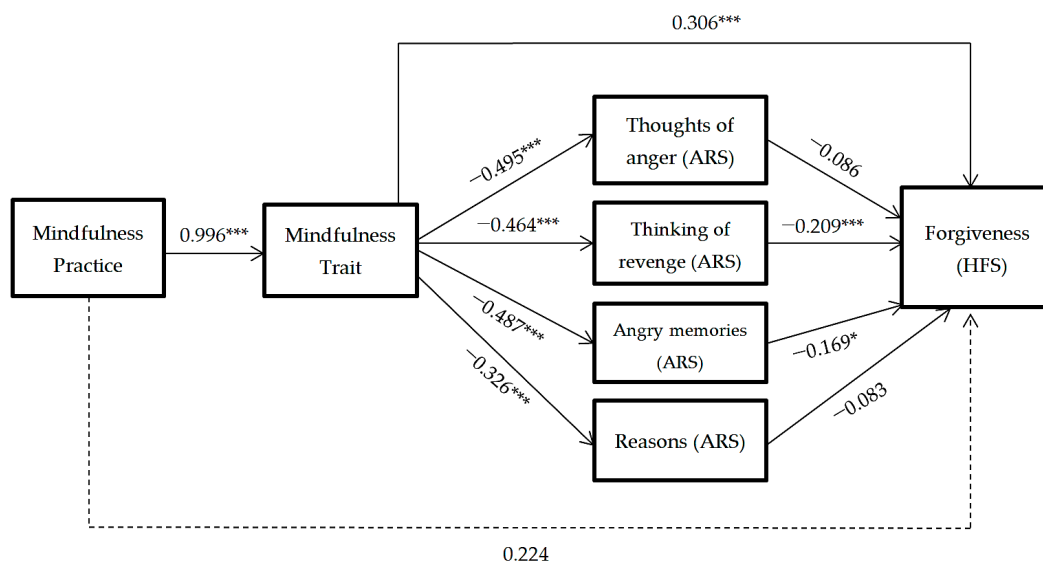 0.306***
Thoughts of
anger (ARS)
−0.495***
−0.086
Mindfulness
Practice
0.996***
Mindfulness
Trait
−0.464***
Thinking of
revenge (ARS)
−0.209***
Forgiveness
(HFS)
−0.487***
Angry memories
(ARS)
−0.169*
−0.326***
Reasons (ARS)
−0.083
0.224